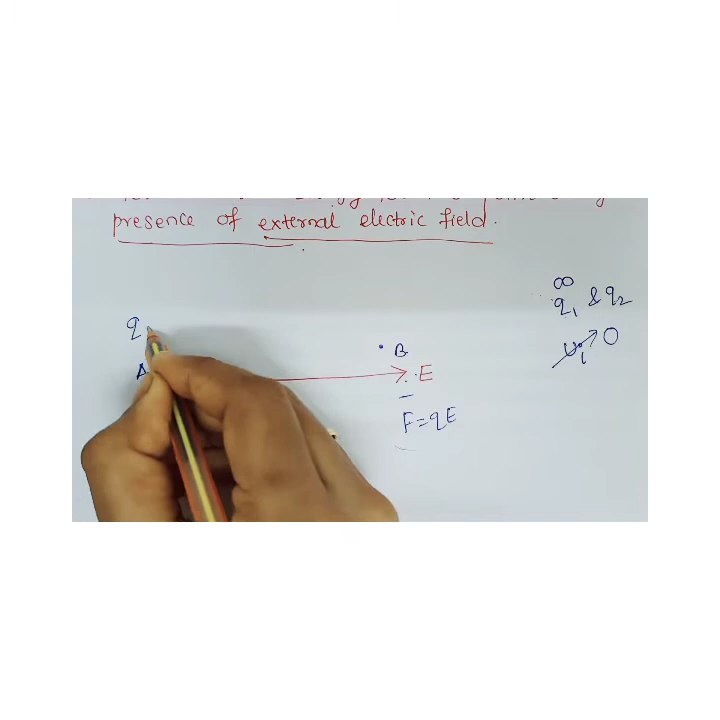 presence of external electric field.
∞
q₁ & q₂
U₁ 0
q
A
B
E
F=qE